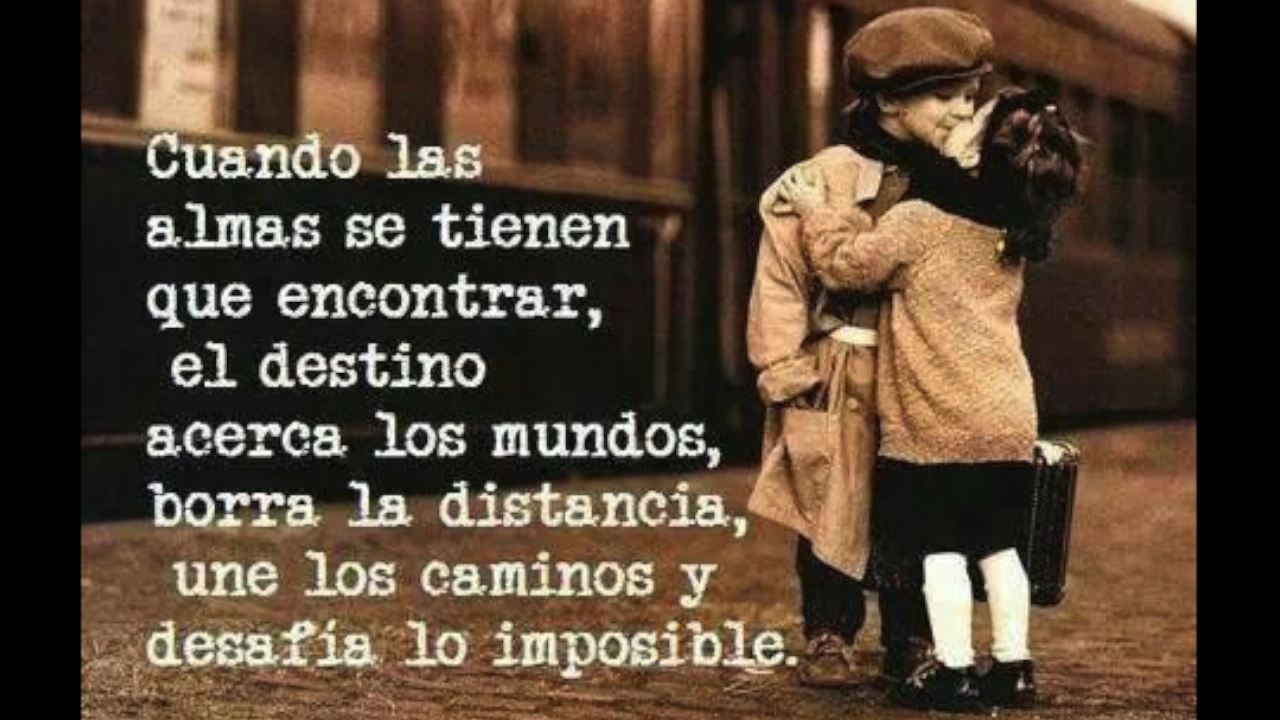 Cuando las
almas se tienen
que encontrar,
el destino
acerca los mundos,
borra la distancia,
une los caminos y
desafía lo imposible.